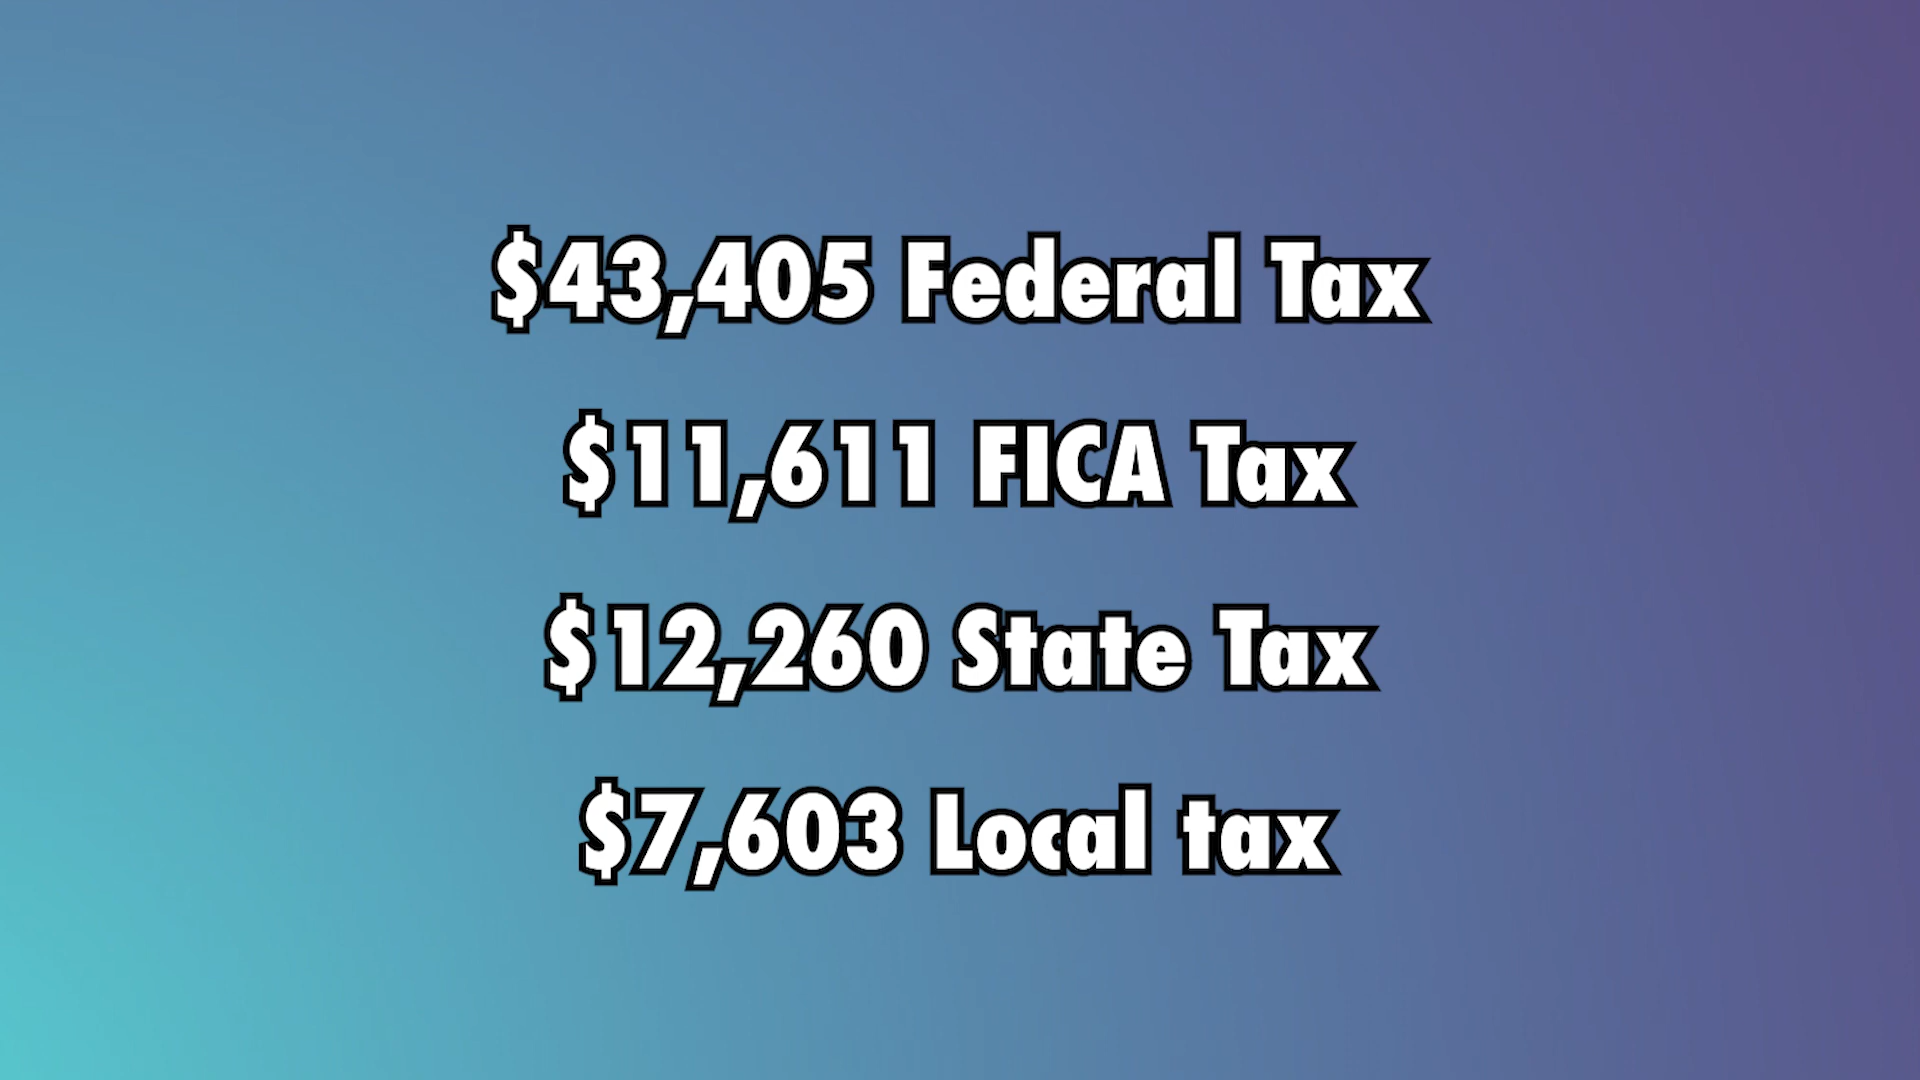 $43,405 Federal Tax
$11,611 FICA Tax
$12,260 State Tax
$7,603 Local tax